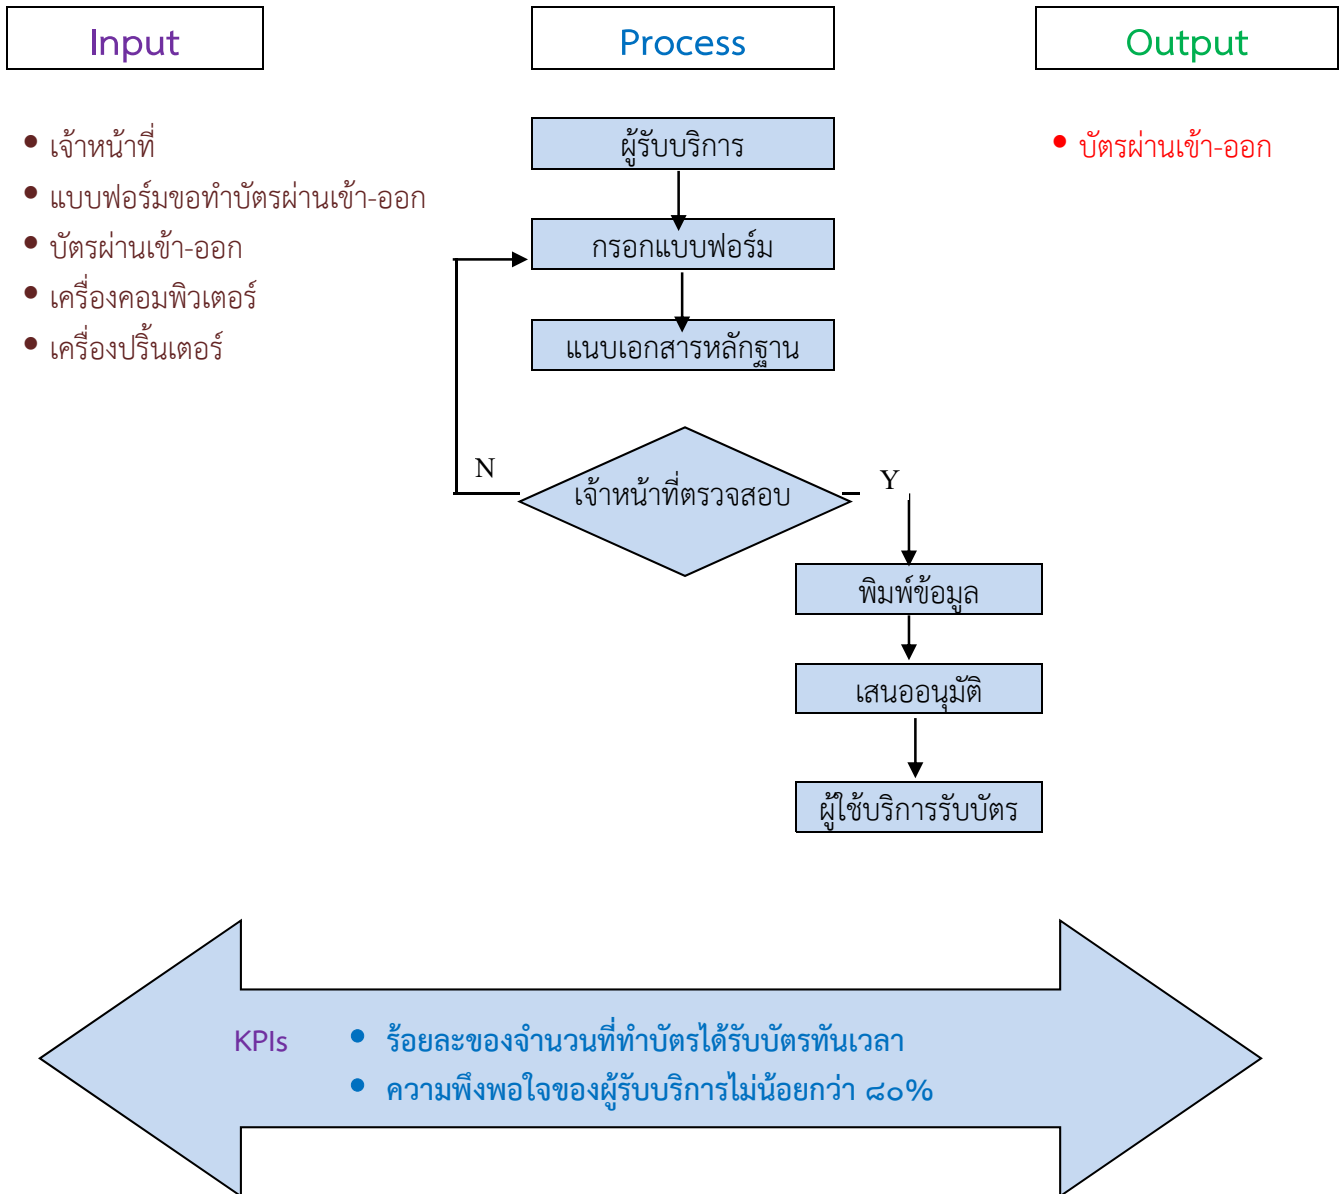 Input
Process
Output
• เจ้าหน้าที่
• แบบฟอร์มขอทำบัตรผ่านเข้า-ออก
• บัตรผ่านเข้า-ออก
• เครื่องคอมพิวเตอร์
• เครื่องปริ้นเตอร์
ผู้รับบริการ
กรอกแบบฟอร์ม
แนบเอกสารหลักฐาน
N
เจ้าหน้าที่ตรวจสอบ
Y
พิมพ์ข้อมูล
เสนออนุมัติ
ผู้ใช้บริการรับบัตร
• บัตรผ่านเข้า-ออก
KPIs • ร้อยละของจำนวนที่ทำบัตรได้รับบัตรทันเวลา
• ความพึงพอใจของผู้รับบริการไม่น้อยกว่า ๘๐%